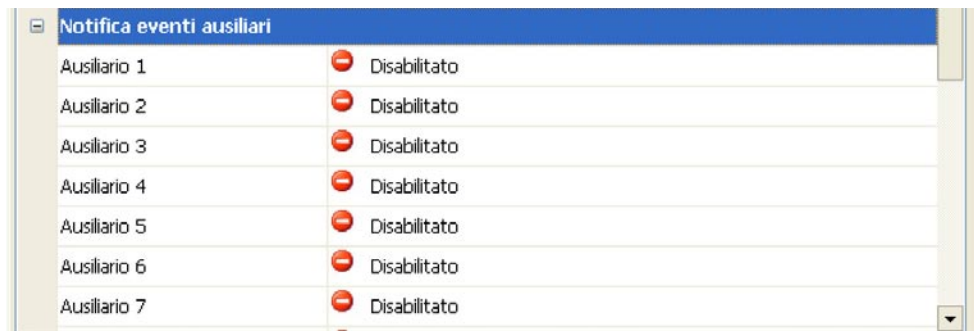 Notifica eventi ausiliari
Ausiliario 1 Disabilitato
Ausiliario 2 Disabilitato
Ausiliario 3 Disabilitato
Ausiliario 4 Disabilitato
Ausiliario 5 Disabilitato
Ausiliario 6 Disabilitato
Ausiliario 7 Disabilitato